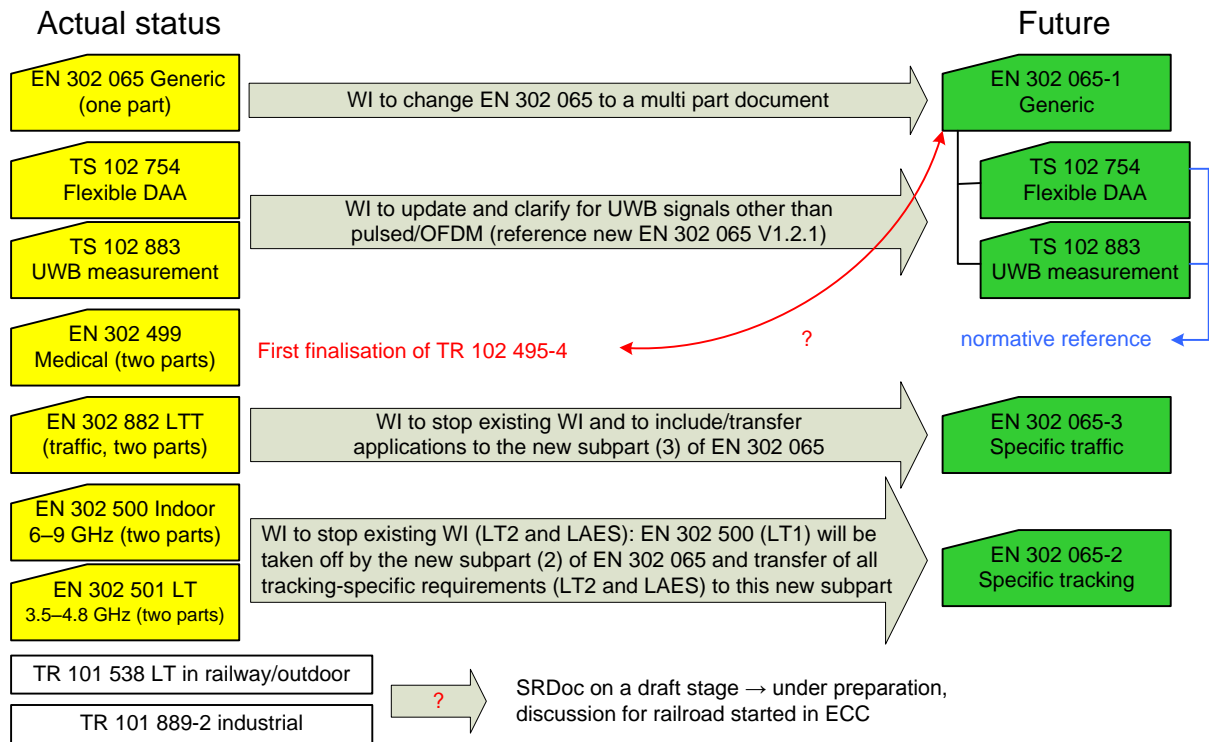 Actual status
Future
EN 302 065 Generic
(one part)
WI to change EN 302 065 to a multi part document
EN 302 065-1
Generic
TS 102 754
Flexible DAA
WI to update and clarify for UWB signals other than
pulsed/OFDM (reference new EN 302 065 V1.2.1)
TS 102 754
Flexible DAA
TS 102 883
UWB measurement
TS 102 883
UWB measurement
EN 302 499
Medical (two parts)
First finalisation of TR 102 495-4
?
normative reference
EN 302 882 LTT
(traffic, two parts)
WI to stop existing WI and to include/transfer
applications to the new subpart (3) of EN 302 065
EN 302 065-3
Specific traffic
EN 302 500 Indoor
6–9 GHz (two parts)
EN 302 501 LT
3.5–4.8 GHz (two parts)
WI to stop existing WI (LT2 and LAES): EN 302 500 (LT1) will be
taken off by the new subpart (2) of EN 302 065 and transfer of all
tracking-specific requirements (LT2 and LAES) to this new subpart
EN 302 065-2
Specific tracking
TR 101 538 LT in railway/outdoor
TR 101 889-2 industrial
?
SRDoc on a draft stage → under preparation,
discussion for railroad started in ECC